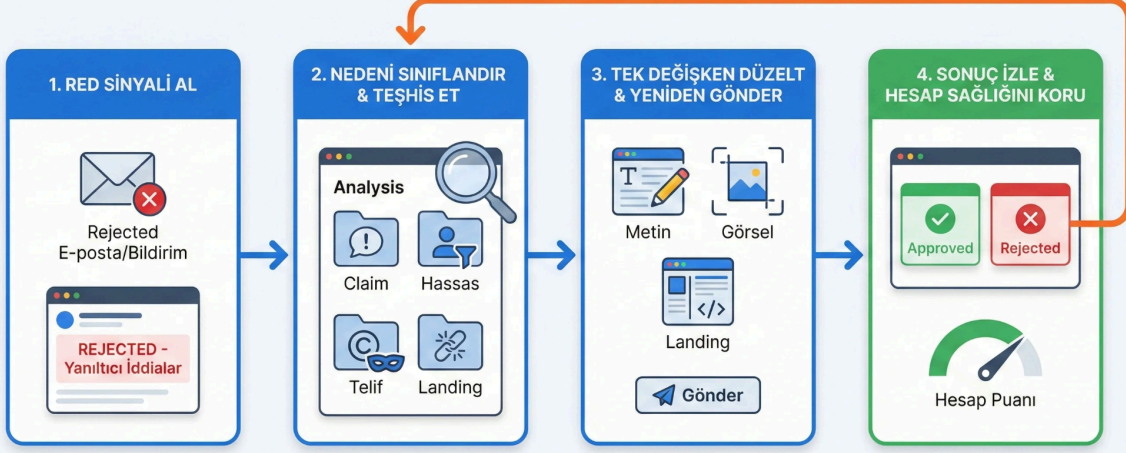 1. RED SİNYALİ AL
Rejected
E-posta/Bildirim
REJECTED -
Yanıltıcı İddialar
2. NEDENİ SINIFLANDIR
& TEŞHİS ET
Analysis
Claim
Hassas
Telif
Landing
3. TEK DEĞİŞKEN DÜZELT
& YENİDEN GÖNDER
T
Metin
Görsel
</>
Landing
Gönder
4. SONUÇ İZLE &
HESAP SAĞLIĞINI KORU
Approved
Rejected
Hesap Puanı